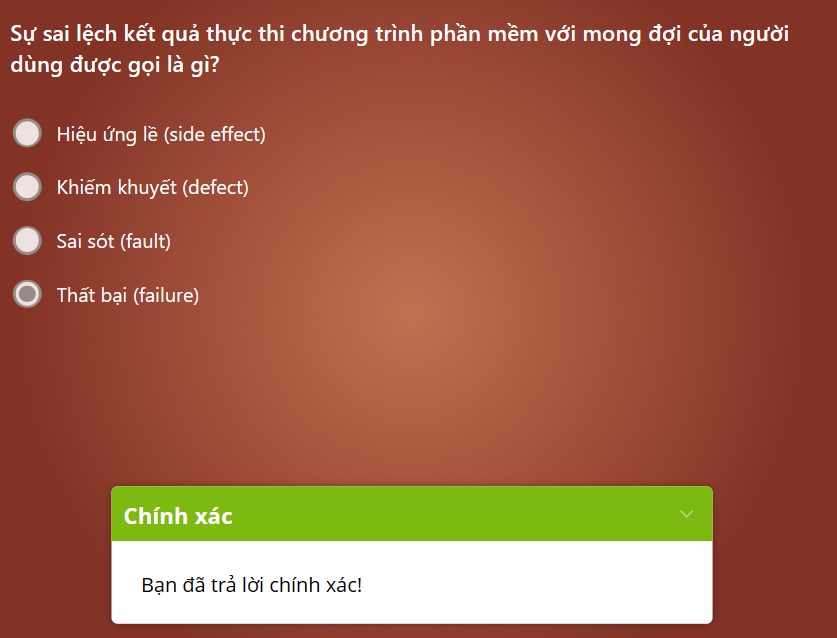 Sự sai lệch kết quả thực thi chương trình phần mềm với mong đợi của người
dùng được gọi là gì?
Hiệu ứng lề (side effect)
Khiếm khuyết (defect)
Sai sót (fault)
Thất bại (failure)
Chính xác
Bạn đã trả lời chính xác!